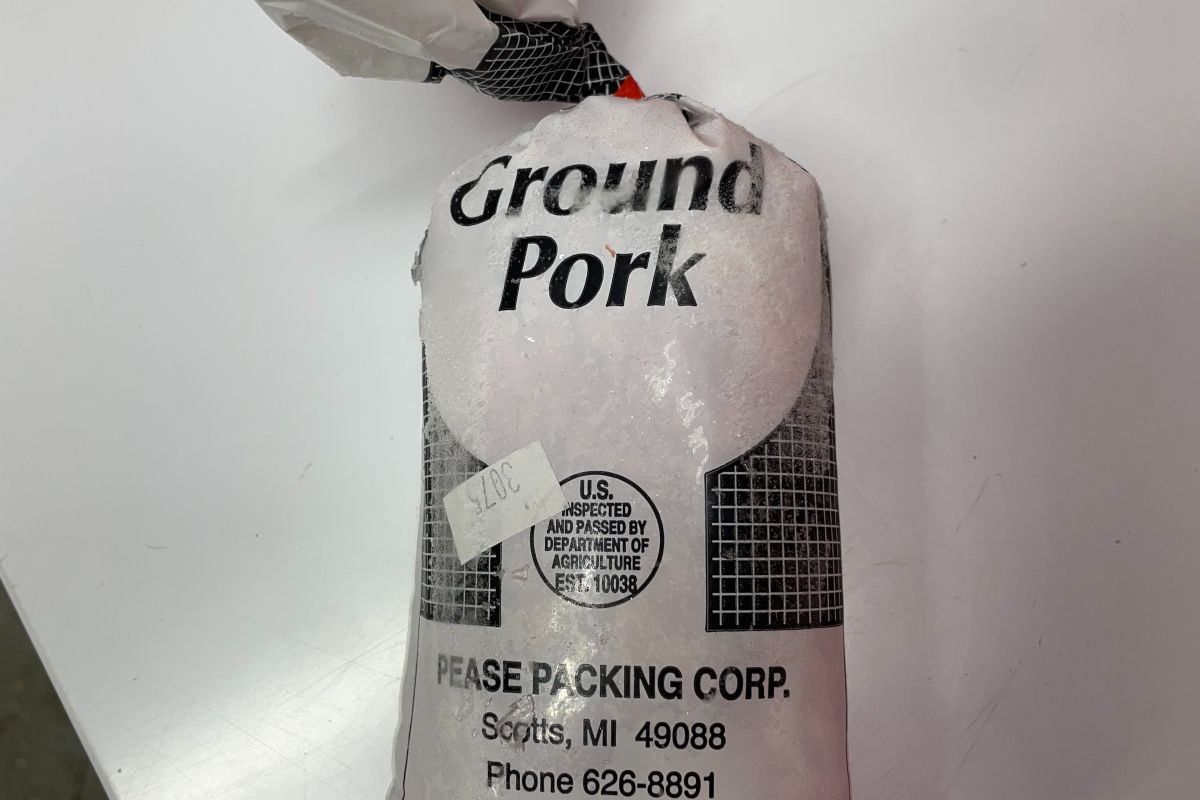 Ground
Pork
3075
U.S.
INSPECTED
AND PASSED BY
DEPARTMENT OF
AGRICULTURE
EST. 10038
PEASE PACKING CORP.
Scotts, MI 49088
Phone 626-8891